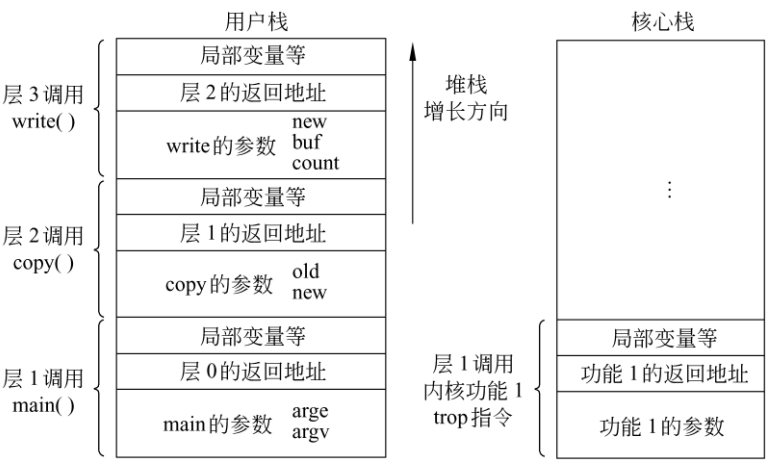 用户栈
核心栈
层 3 调用
write( )
局部变量等
层 2 的返回地址
write的参数
new
buf
count
层 2 调用
copy( )
局部变量等
层 1 的返回地址
copy的参数
old
new
层 1 调用
main( )
局部变量等
层 0 的返回地址
main的参数
arge
argv
堆栈
增长方向
⋮
层 1 调用
内核功能 1
trop指令
局部变量等
功能 1 的返回地址
功能 1 的参数